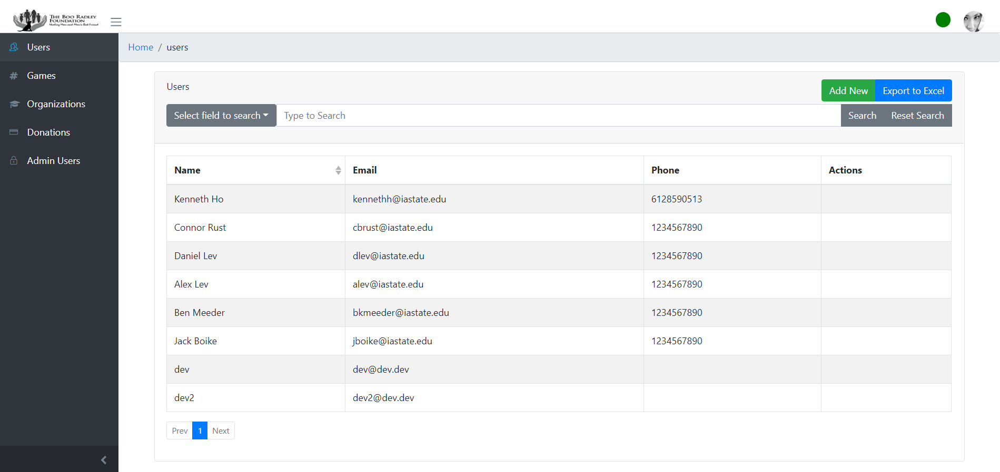 THE BOO RADLEY
FOUNDATION
Healing Man and Man's Best Friend
Users
Games
Organizations
Donations
Admin Users
Home / users
Users
Add New Export to Excel
Select field to search Type to Search Search Reset Search
Name Email Phone Actions
Kenneth Ho kennethh@iastate.edu 6128590513
Connor Rust cbrust@iastate.edu 1234567890
Daniel Lev dlev@iastate.edu 1234567890
Alex Lev alev@iastate.edu 1234567890
Ben Meeder bkmeeder@iastate.edu 1234567890
Jack Boike jboike@iastate.edu 1234567890
dev dev@dev.dev
dev2 dev2@dev.dev
Prev 1 Next